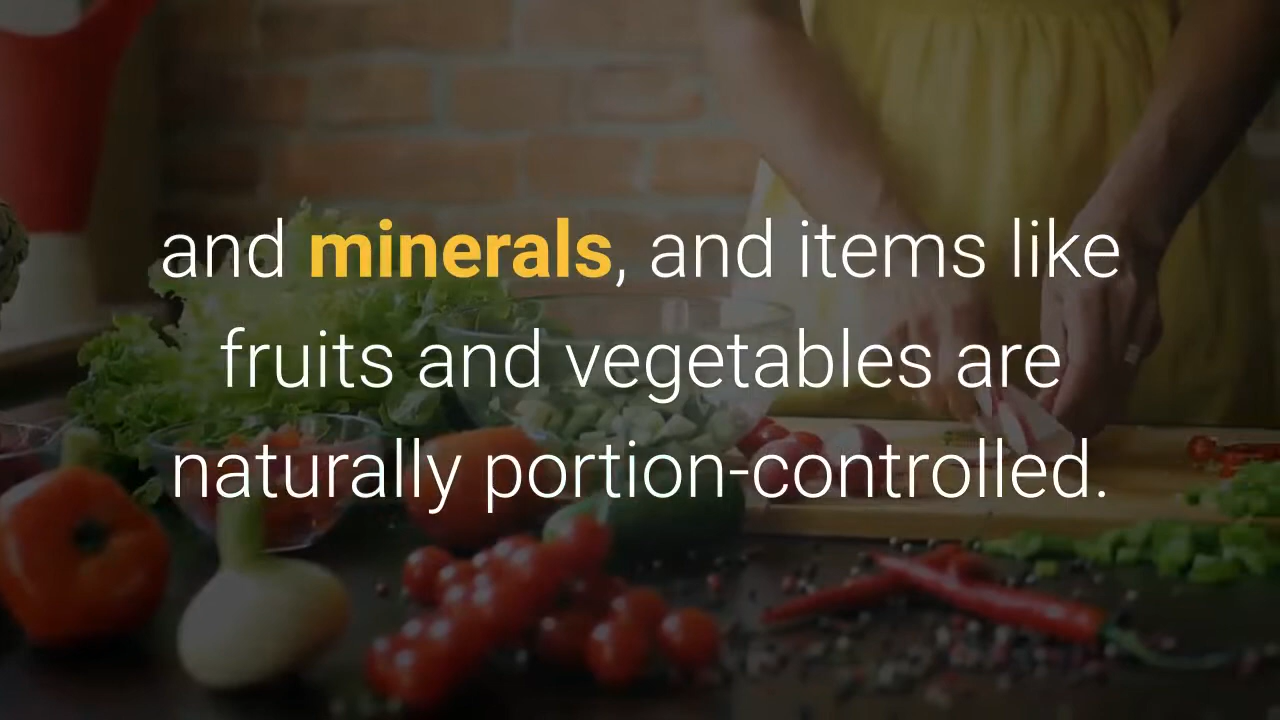 and minerals, and items like
fruits and vegetables are
naturally portion-controlled.